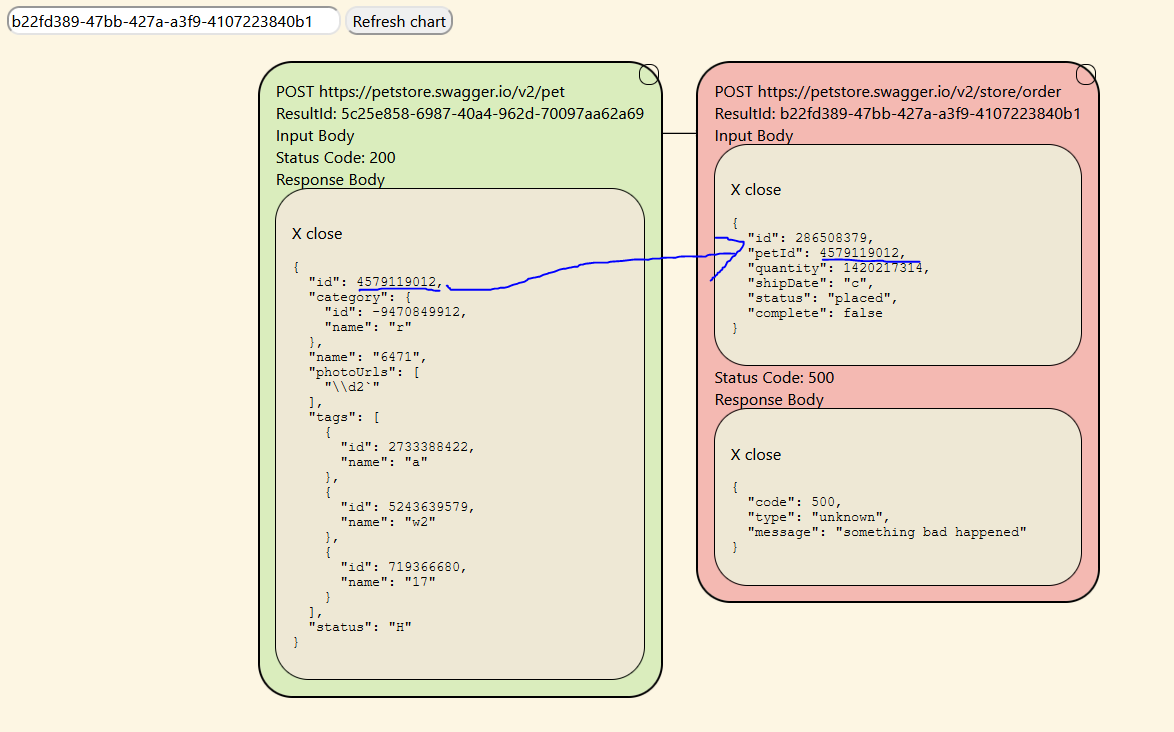 b22fd389-47bb-427a-a3f9-4107223840b1 Refresh chart
POST https://petstore.swagger.io/v2/pet
ResultId: 5c25e858-6987-40a4-962d-70097aa62a69
Input Body
Status Code: 200
Response Body
X close
{
"id": 4579119012,
"category": {
"id": -9470849912,
"name": "r"
},
"name": "6471",
"photoUrls": [
"\\d2`"
],
"tags": [
{
"id": 2733388422,
"name": "a"
},
{
"id": 5243639579,
"name": "w2"
},
{
"id": 719366680,
"name": "17"
}
],
"status": "H"
}
POST https://petstore.swagger.io/v2/store/order
ResultId: b22fd389-47bb-427a-a3f9-4107223840b1
Input Body
X close
{
"id": 286508379,
"petId": 4579119012,
"quantity": 1420217314,
"shipDate": "c",
"status": "placed",
"complete": false
}
Status Code: 500
Response Body
X close
{
"code": 500,
"type": "unknown",
"message": "something bad happened"
}